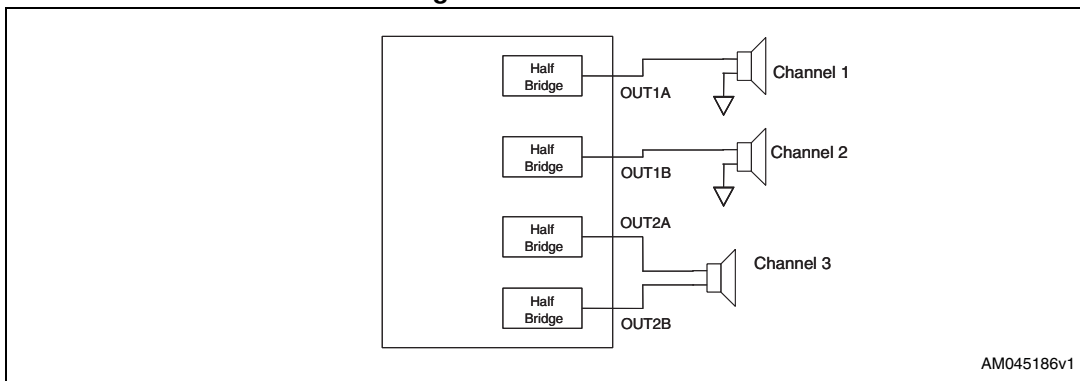 Half
Bridge
OUT1A
Channel 1
Half
Bridge
OUT1B
Channel 2
Half
Bridge
OUT2A
Channel 3
Half
Bridge
OUT2B
AM045186v1